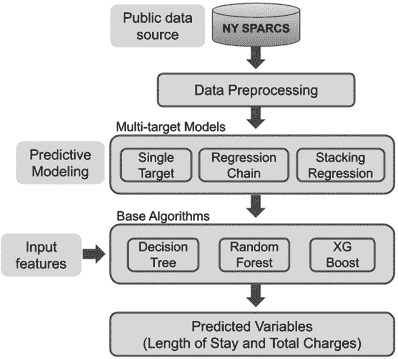 Public data
source
NY SPARCS
Data Preprocessing
Multi-target Models
Predictive
Modeling
Single
Target
Regression
Chain
Stacking
Regression
Base Algorithms
Input
features
Decision
Tree
Random
Forest
XG
Boost
Predicted Variables
(Length of Stay and Total Charges)